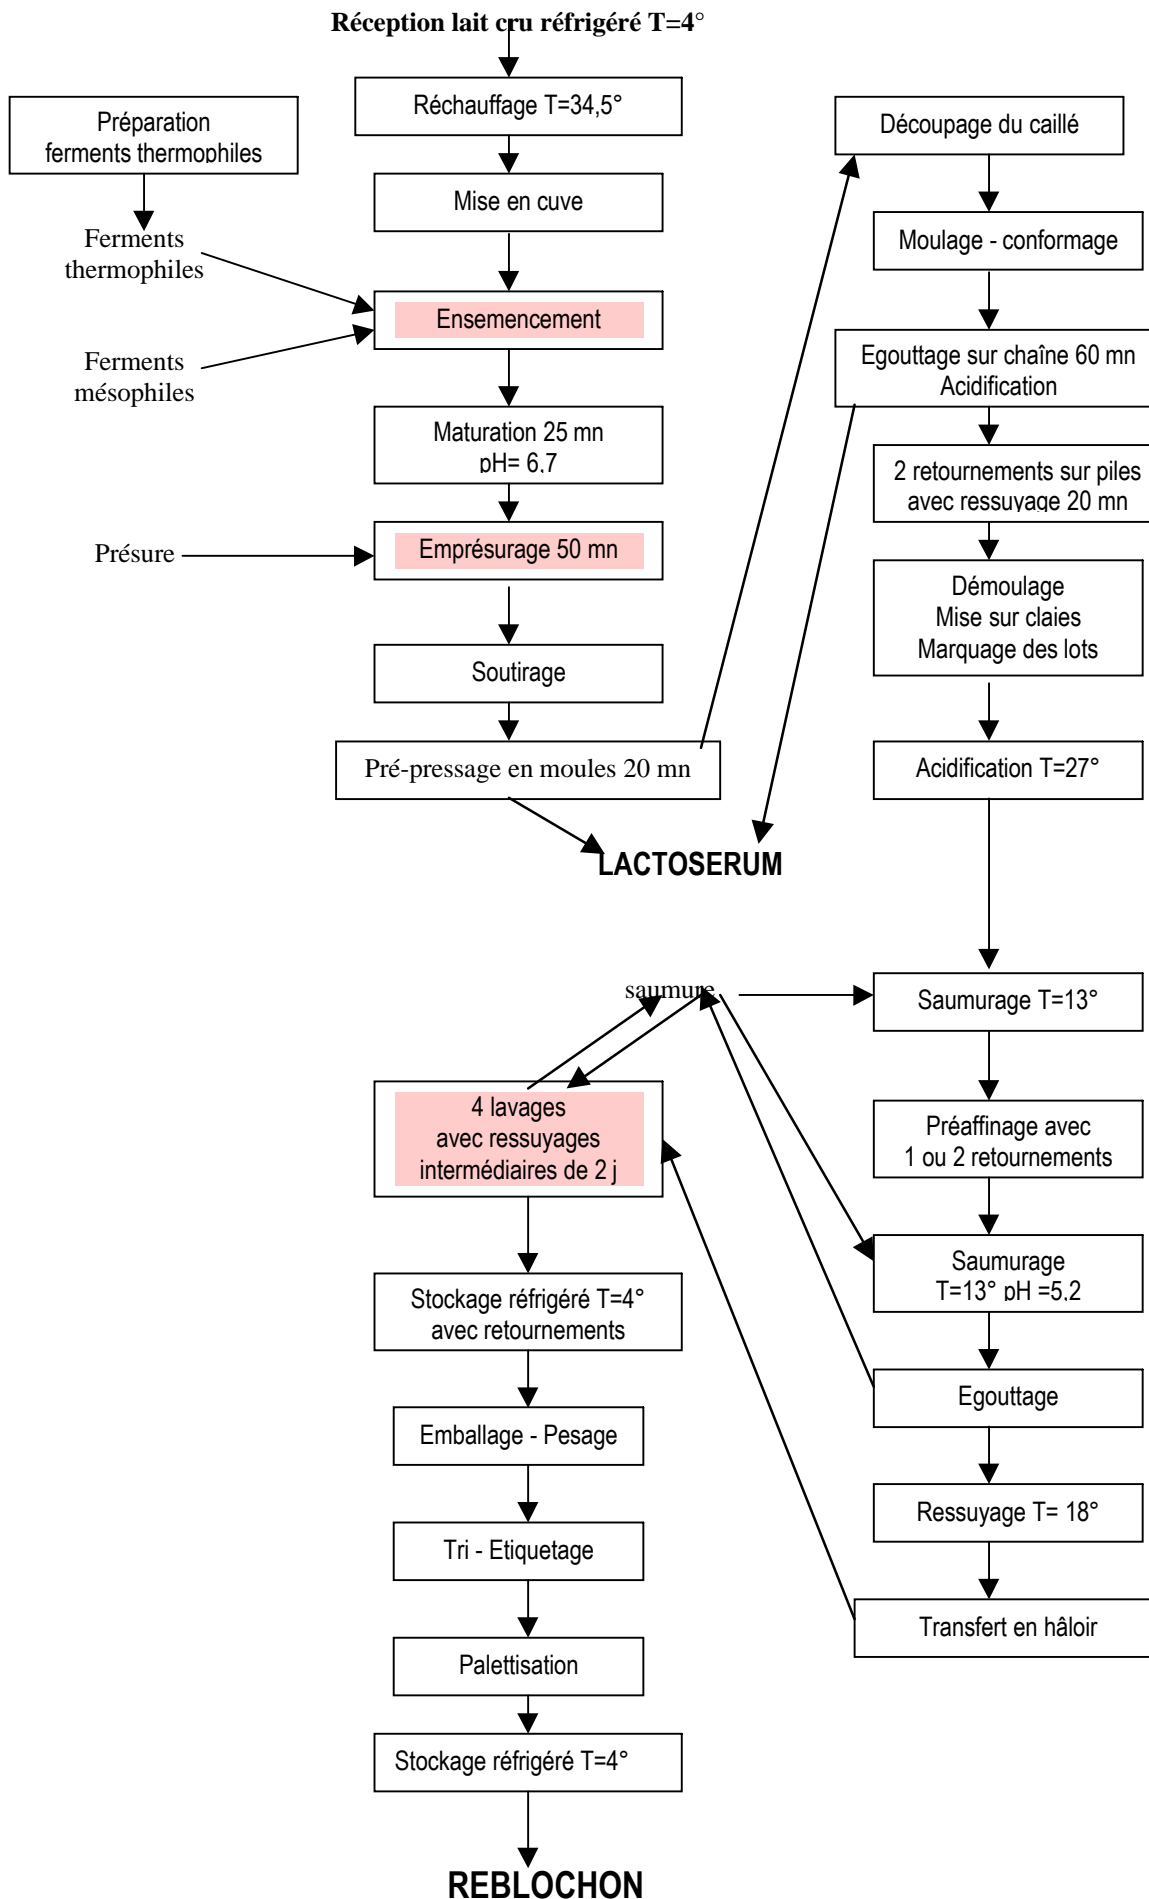 Réception lait cru réfrigéré T=4°
Réchauffage T=34,5°
Préparation
ferments thermophiles
Mise en cuve
Ferments
thermophiles
Ensemencement
Ferments
mésophiles
Maturation 25 mn
pH= 6,7
Présure
Emprésurage 50 mn
Soutirage
Pré-pressage en moules 20 mn
LACTOSERUM
Découpage du caillé
Moulage - conformage
Egouttage sur chaîne 60 mn
Acidification
2 retournements sur piles
avec ressuyage 20 mn
Démoulage
Mise sur claies
Marquage des lots
Acidification T=27°
saumure
Saumurage T=13°
Préaffinage avec
1 ou 2 retournements
Saumurage
T=13° pH =5,2
Egouttage
Ressuyage T= 18°
Transfert en hâloir
4 lavages
avec ressuyages
intermédiaires de 2 j
Stockage réfrigéré T=4°
avec retournements
Emballage - Pesage
Tri - Etiquetage
Palettisation
Stockage réfrigéré T=4°
REBLOCHON